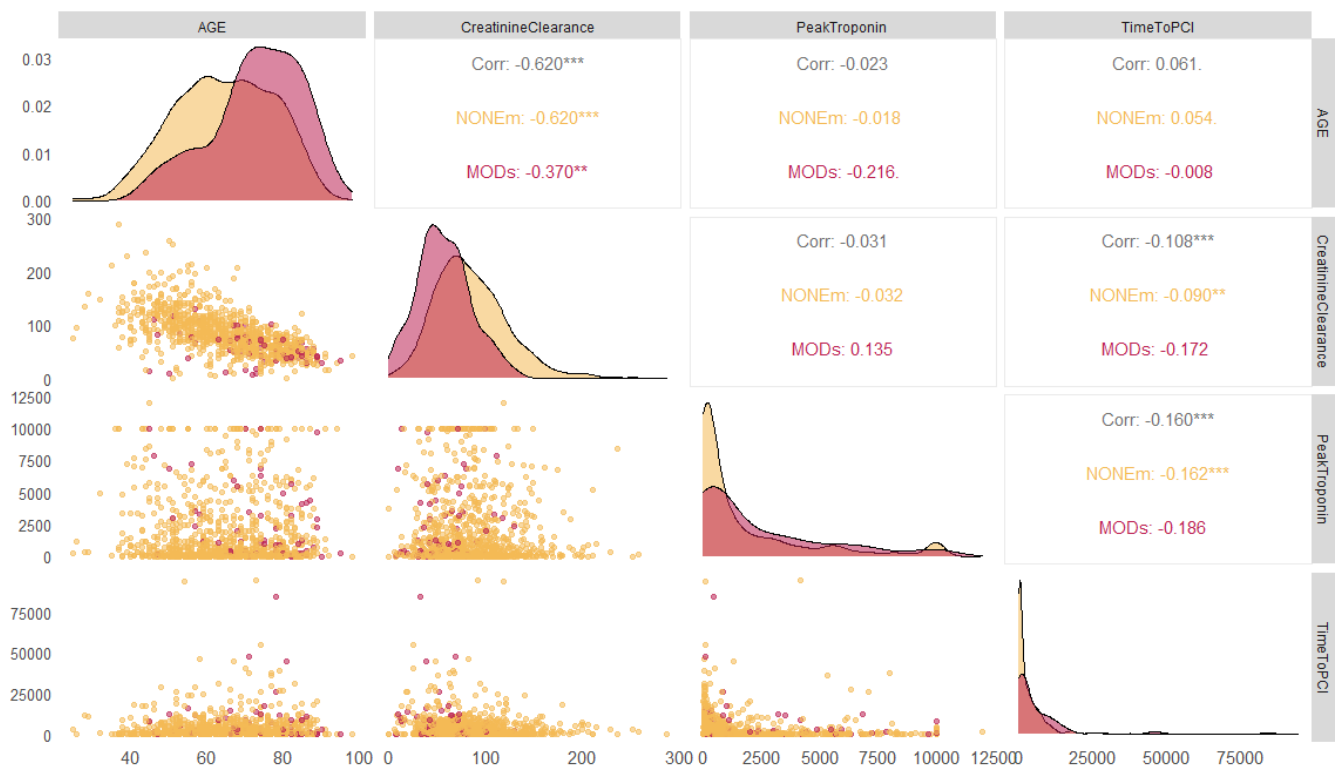 AGE CreatinineClearance PeakTroponin TimeToPCI
0.03
0.02
0.01
0.00
Corr: -0.620***
NONEm: -0.620***
MODs: -0.370**
Corr: -0.023
NONEm: -0.018
MODs: -0.216.
Corr: 0.061.
NONEm: 0.054.
MODs: -0.008
AGE
300
200
100
0
Corr: -0.031
NONEm: -0.032
MODs: 0.135
Corr: -0.108***
NONEm: -0.090**
MODs: -0.172
CreatinineClearance
12500
10000
7500
5000
2500
0
Corr: -0.160***
NONEm: -0.162***
MODs: -0.186
PeakTroponin
75000
50000
25000
0
TimeToPCI
40 60 80 100 0 100 200 300 0 2500 5000 7500 10000 12500 0 25000 50000 75000